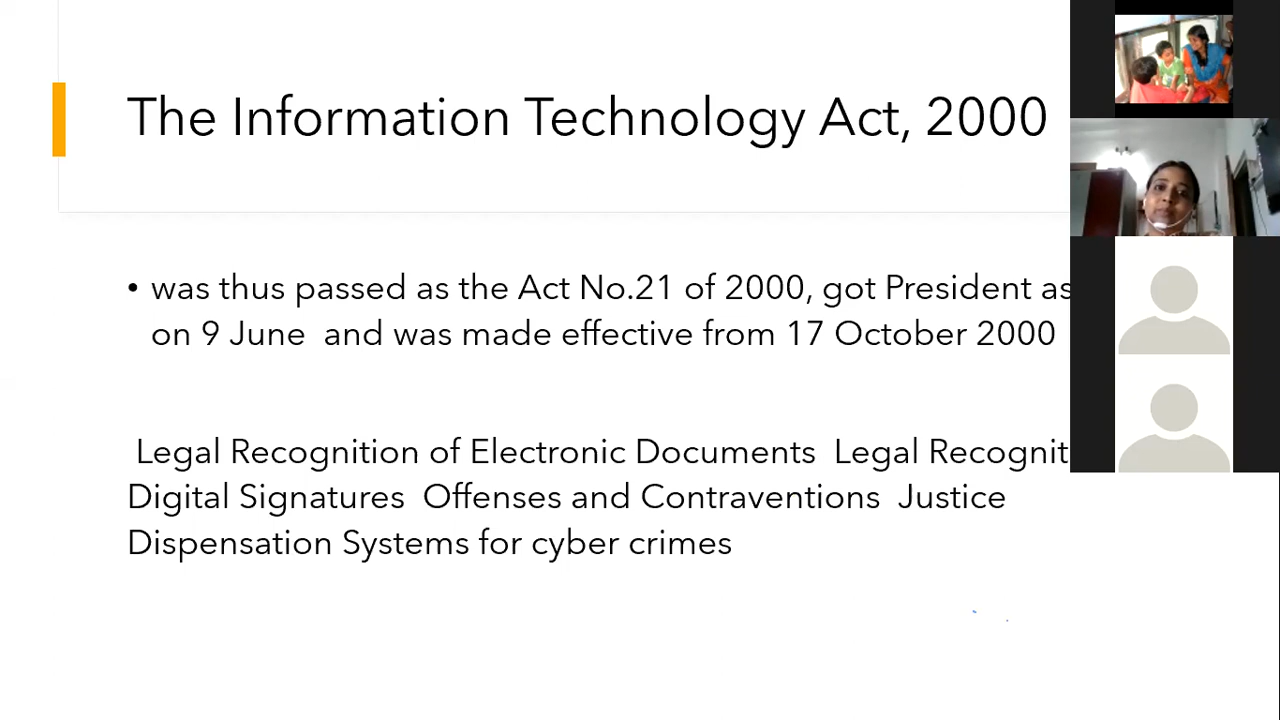 The Information Technology Act, 2000
• was thus passed as the Act No.21 of 2000, got President
on 9 June and was made effective from 17 October 2000
Legal Recognition of Electronic Documents Legal
Digital Signatures Offenses and Contraventions Justice
Dispensation Systems for cyber crimes